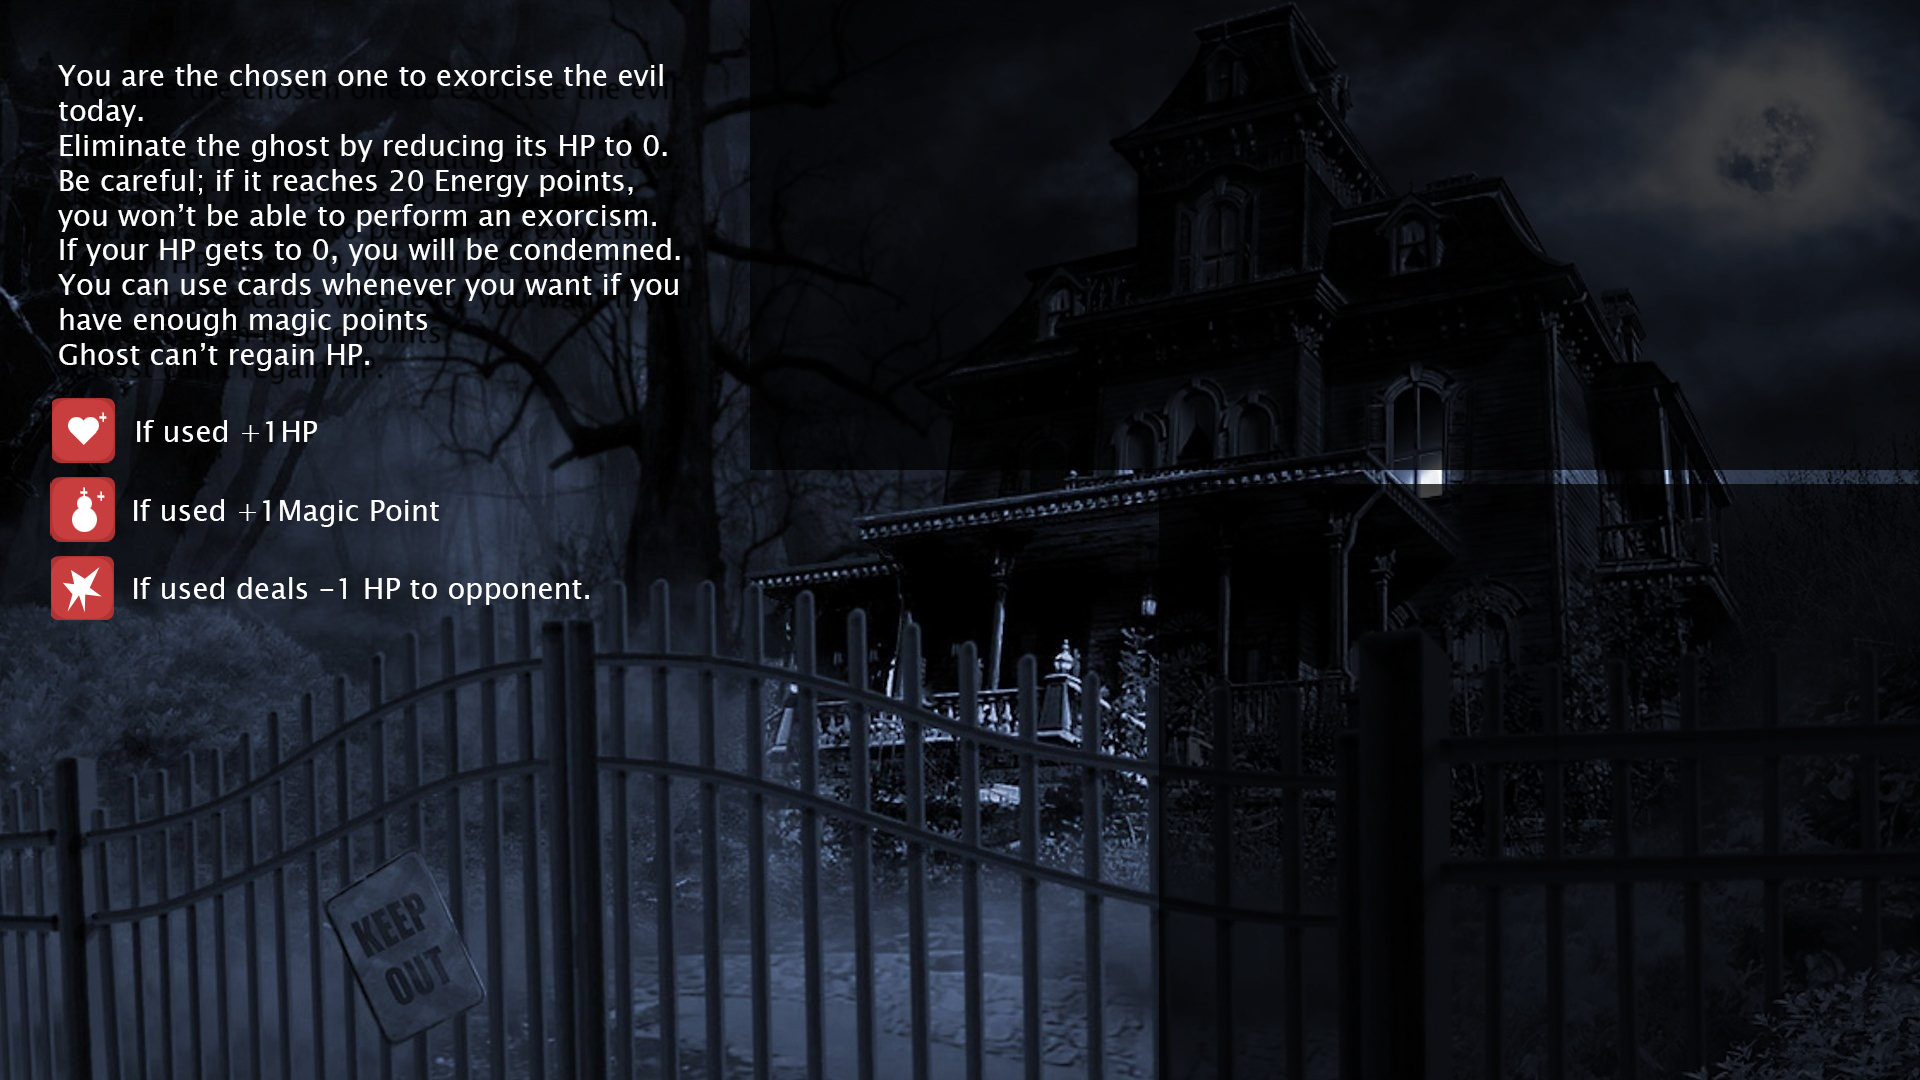 You are the chosen one to exorcise the evil
today.
Eliminate the ghost by reducing its HP to 0.
Be careful; if it reaches 20 Energy points,
you won’t be able to perform an exorcism.
If your HP gets to 0, you will be condemned.
You can use cards whenever you want if you
have enough magic points
Ghost can’t regain HP.
If used +1HP
If used +1Magic Point
If used deals -1 HP to opponent.
KEEP
OUT